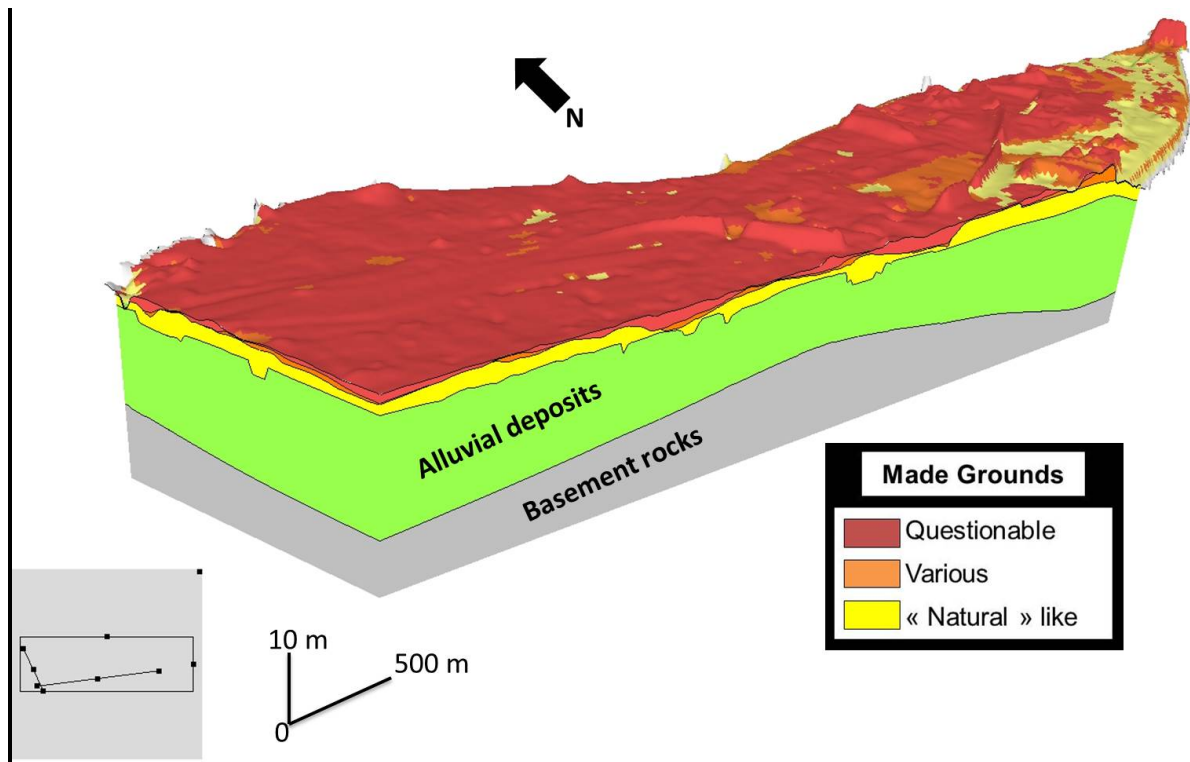 N
Alluvial deposits
Basement rocks
Made Grounds
Questionable
Various
« Natural » like
10 m
500 m
0